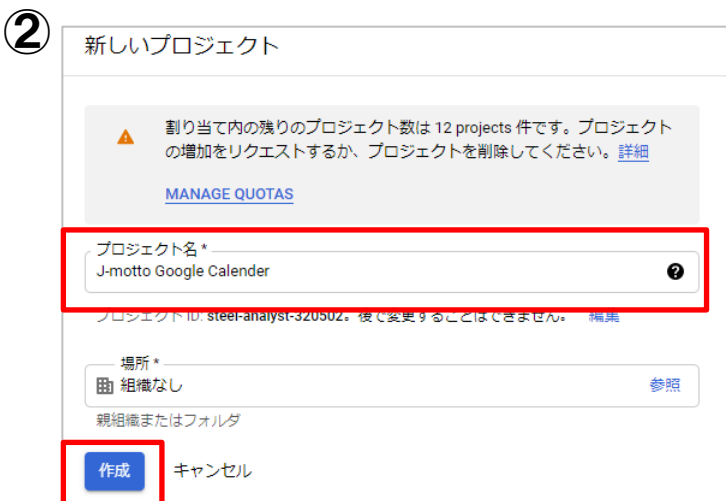 ②
新しいプロジェクト
割り当て内の残りのプロジェクト数は 12 projects 件です。プロジェクト
の増加をリクエストするか、プロジェクトを削除してください。詳細
MANAGE QUOTAS
プロジェクト名 *
J-motto Google Calender
プロジェクト ID: steel-analyst-320502。後で変更することはできません。 編集
場所 *
組織なし 参照
親組織またはフォルダ
作成 キャンセル